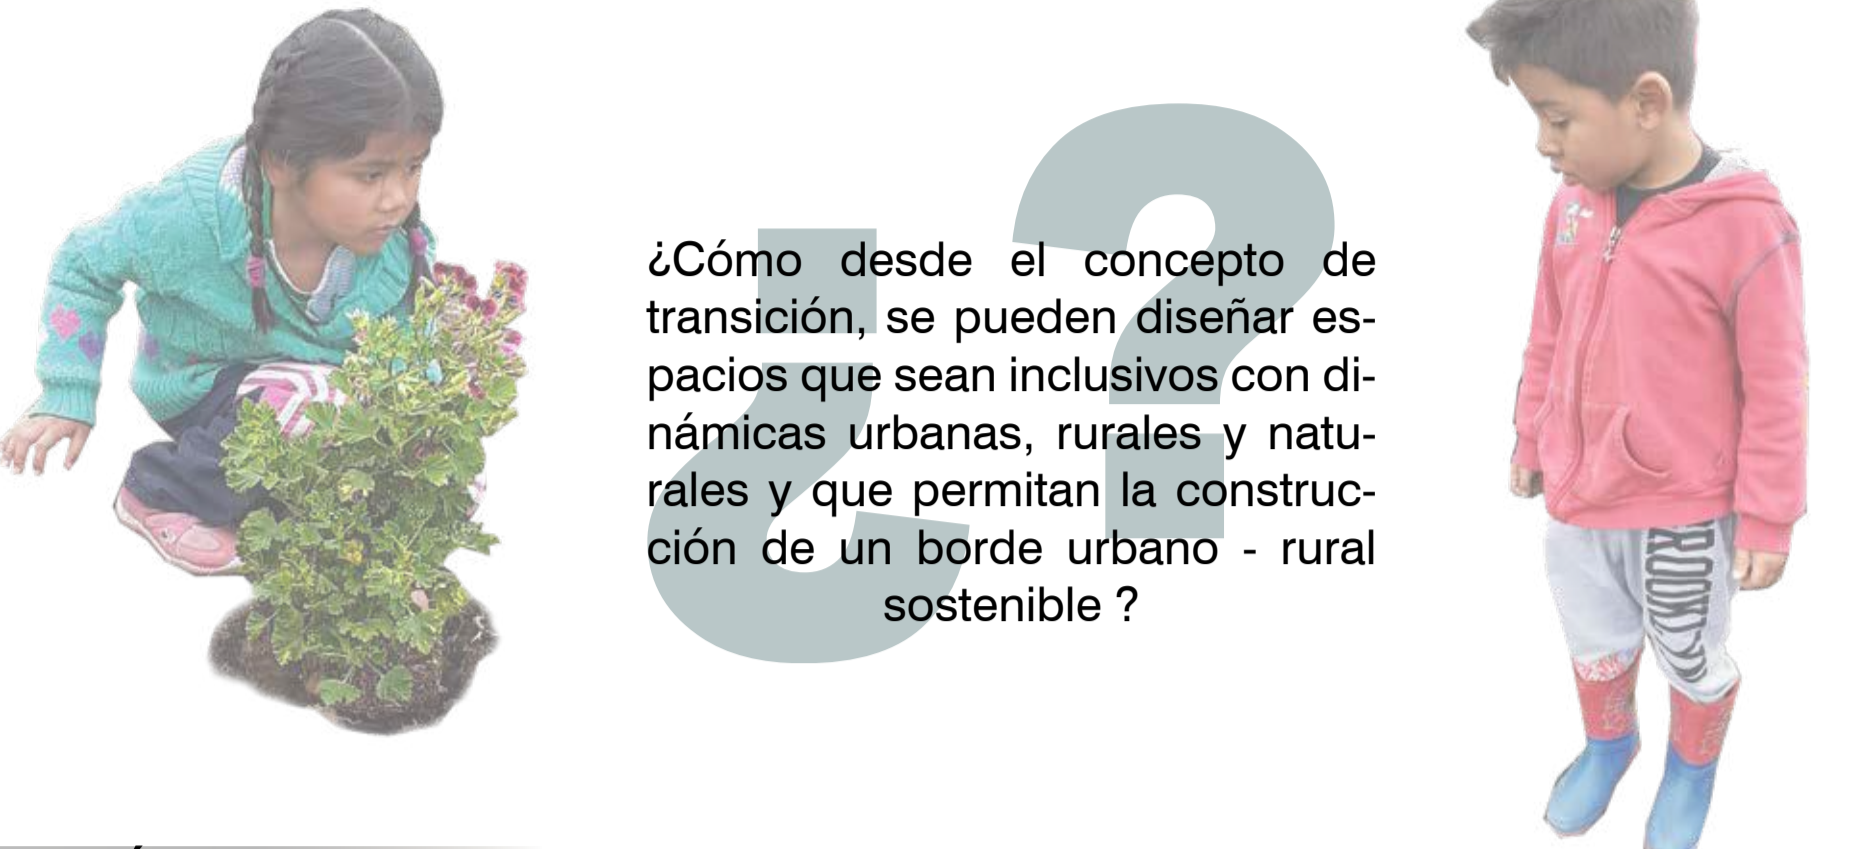 ¿Cómo desde el concepto de
transición, se pueden diseñar es-
pacios que sean inclusivos con di-
námicas urbanas, rurales y natu-
rales y que permitan la construc-
ción de un borde urbano - rural
sostenible ?
¿?